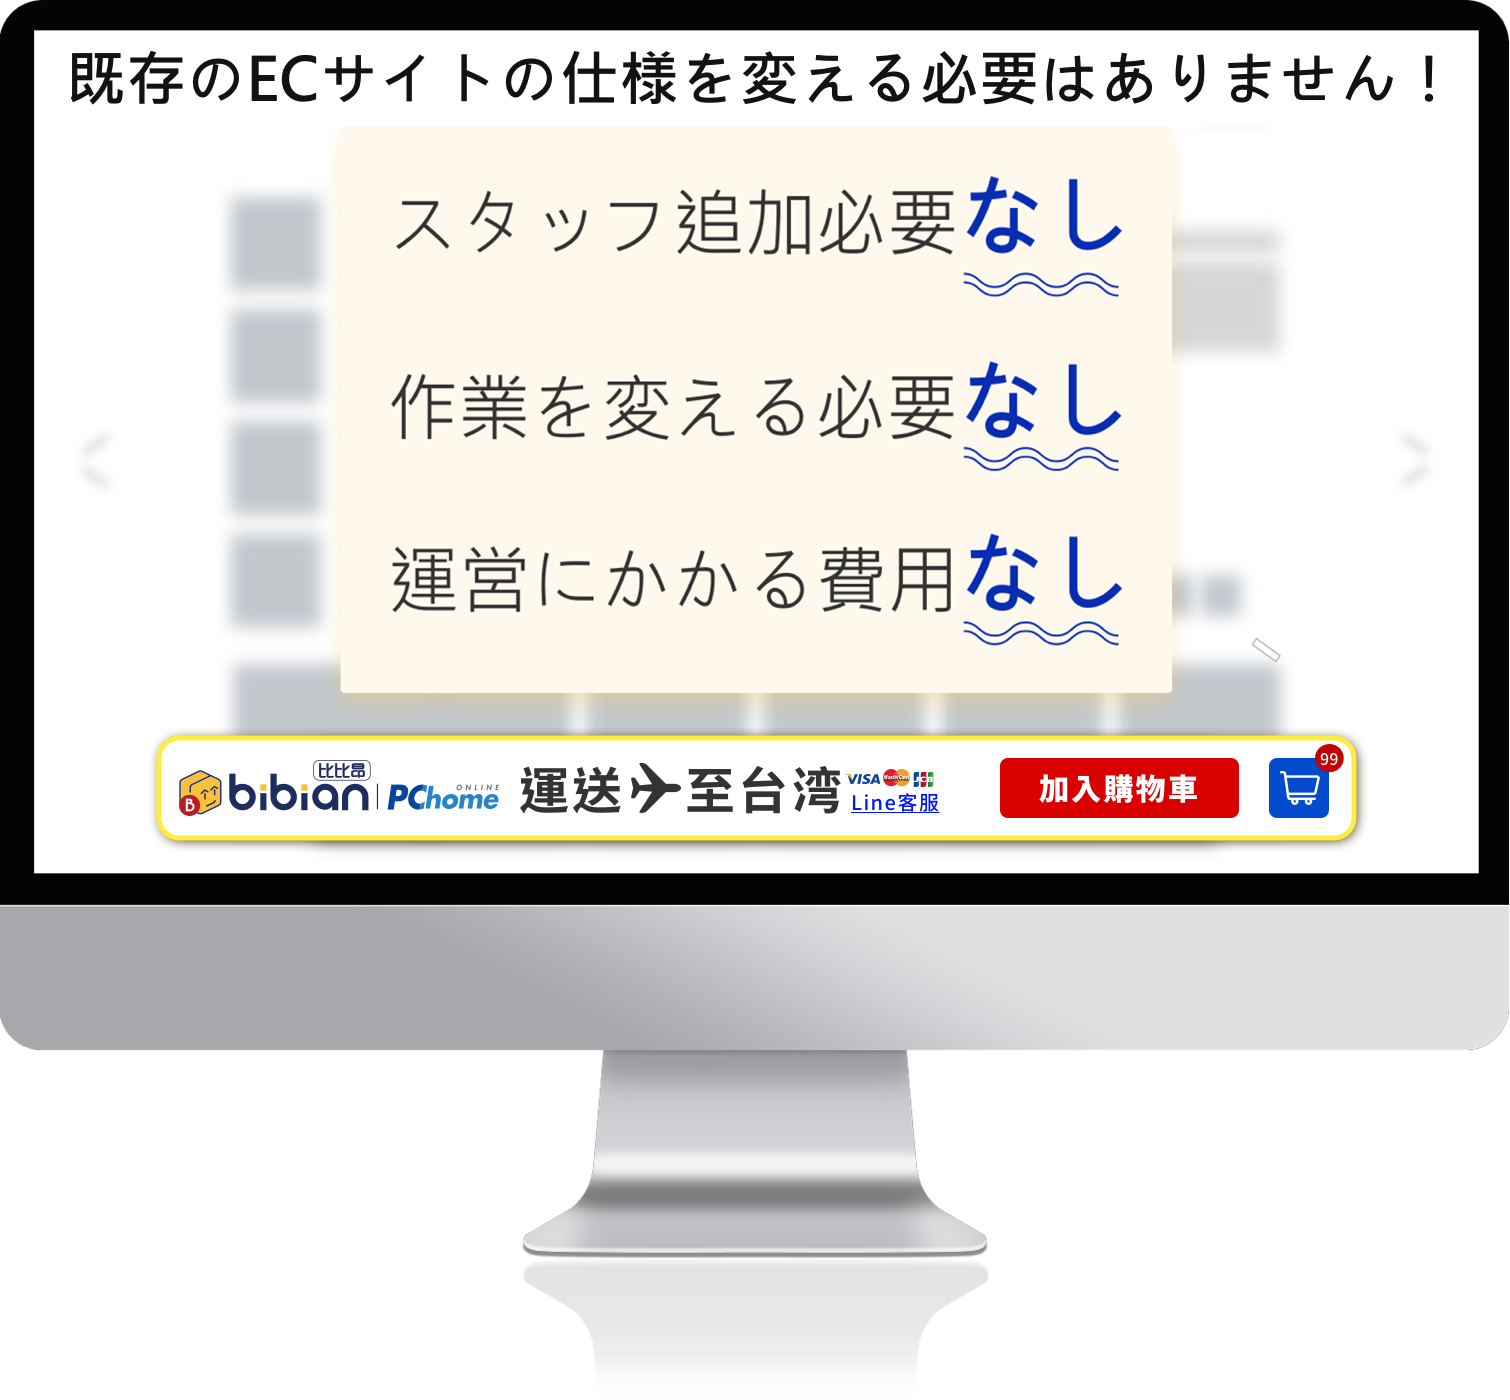 既存のECサイトの仕様を変える必要はありません！
スタッフ追加必要なし
作業を変える必要なし
運営にかかる費用なし
比比昂
bibian PChome ONLINE 運送 至台湾 VISA MasterCard JCB 加入購物車 99
B
Line客服